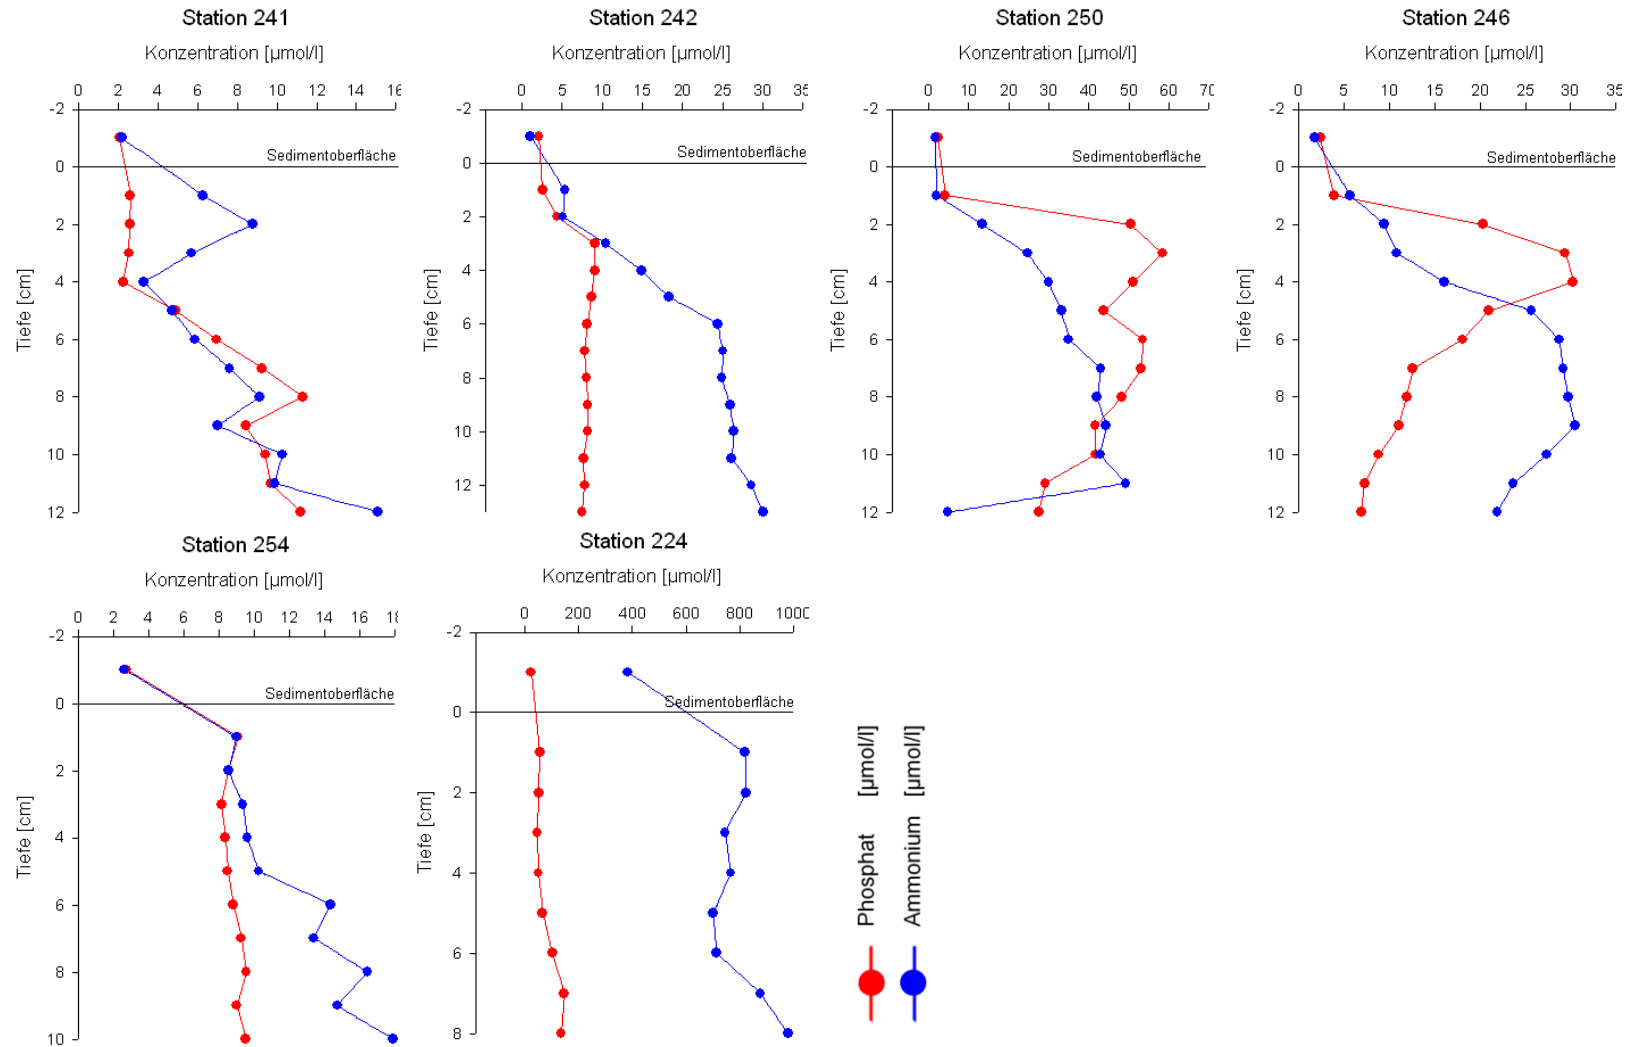 Station 241
Konzentration [µmol/l]
0 2 4 6 8 10 12 14 16
-2
0
2
4
6
8
10
12
Tiefe [cm]
Sedimentoberfläche
Station 242
Konzentration [µmol/l]
0 5 10 15 20 25 30 35
-2
0
2
4
6
8
10
12
Tiefe [cm]
Sedimentoberfläche
Station 250
Konzentration [µmol/l]
0 10 20 30 40 50 60 70
-2
0
2
4
6
8
10
12
Tiefe [cm]
Sedimentoberfläche
Station 246
Konzentration [µmol/l]
0 5 10 15 20 25 30 35
-2
0
2
4
6
8
10
12
Tiefe [cm]
Sedimentoberfläche
Station 254
Konzentration [µmol/l]
0 2 4 6 8 10 12 14 16 18
-2
0
2
4
6
8
10
Tiefe [cm]
Sedimentoberfläche
Station 224
Konzentration [µmol/l]
0 200 400 600 800 1000
-2
0
2
4
6
8
Tiefe [cm]
Sedimentoberfläche
Phosphat [µmol/l]
Ammonium [µmol/l]